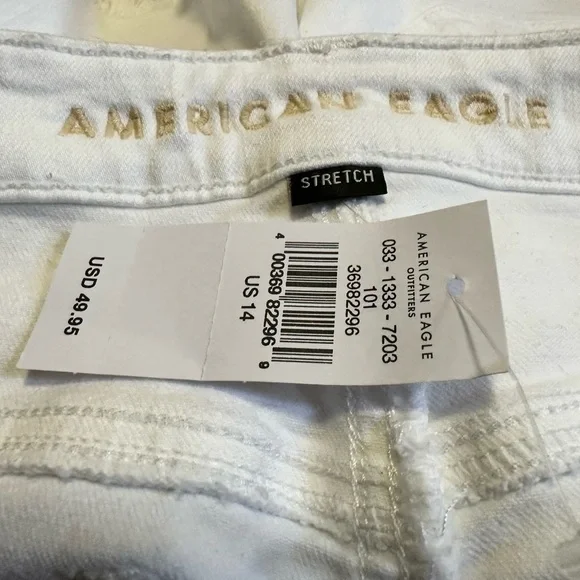 AMERICAN EAGLE
STRETCH
AMERICAN EAGLE
OUTFITTERS
033 - 1333 - 7203
101
36982296
4 00369 82296 9
US 14
USD 49.95